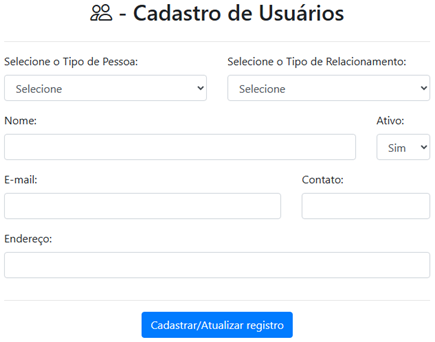 - Cadastro de Usuários
Selecione o Tipo de Pessoa: Selecione o Tipo de Relacionamento:
Selecione Selecione
Nome: Ativo:
Sim
E-mail: Contato:
Endereço:
Cadastrar/Atualizar registro